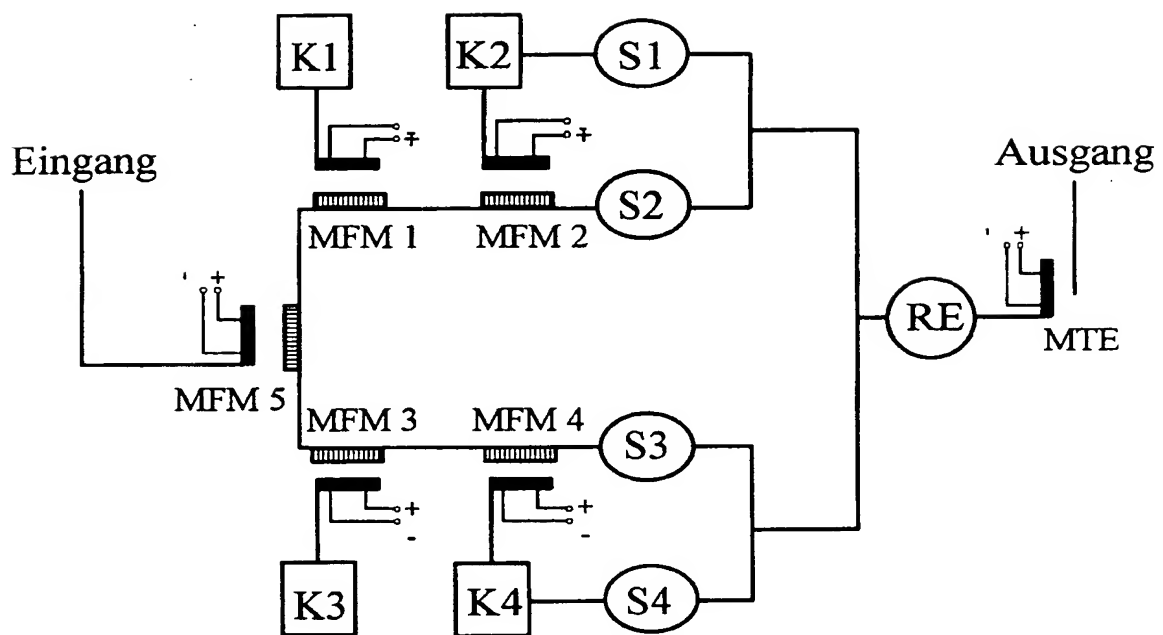 K1
K2
S1
+
-
+
-
Eingang
Ausgang
S2
MFM 1
MFM 2
+
+
RE
MTE
MFM 5
MFM 3
MFM 4
S3
+
-
+
-
K3
K4
S4